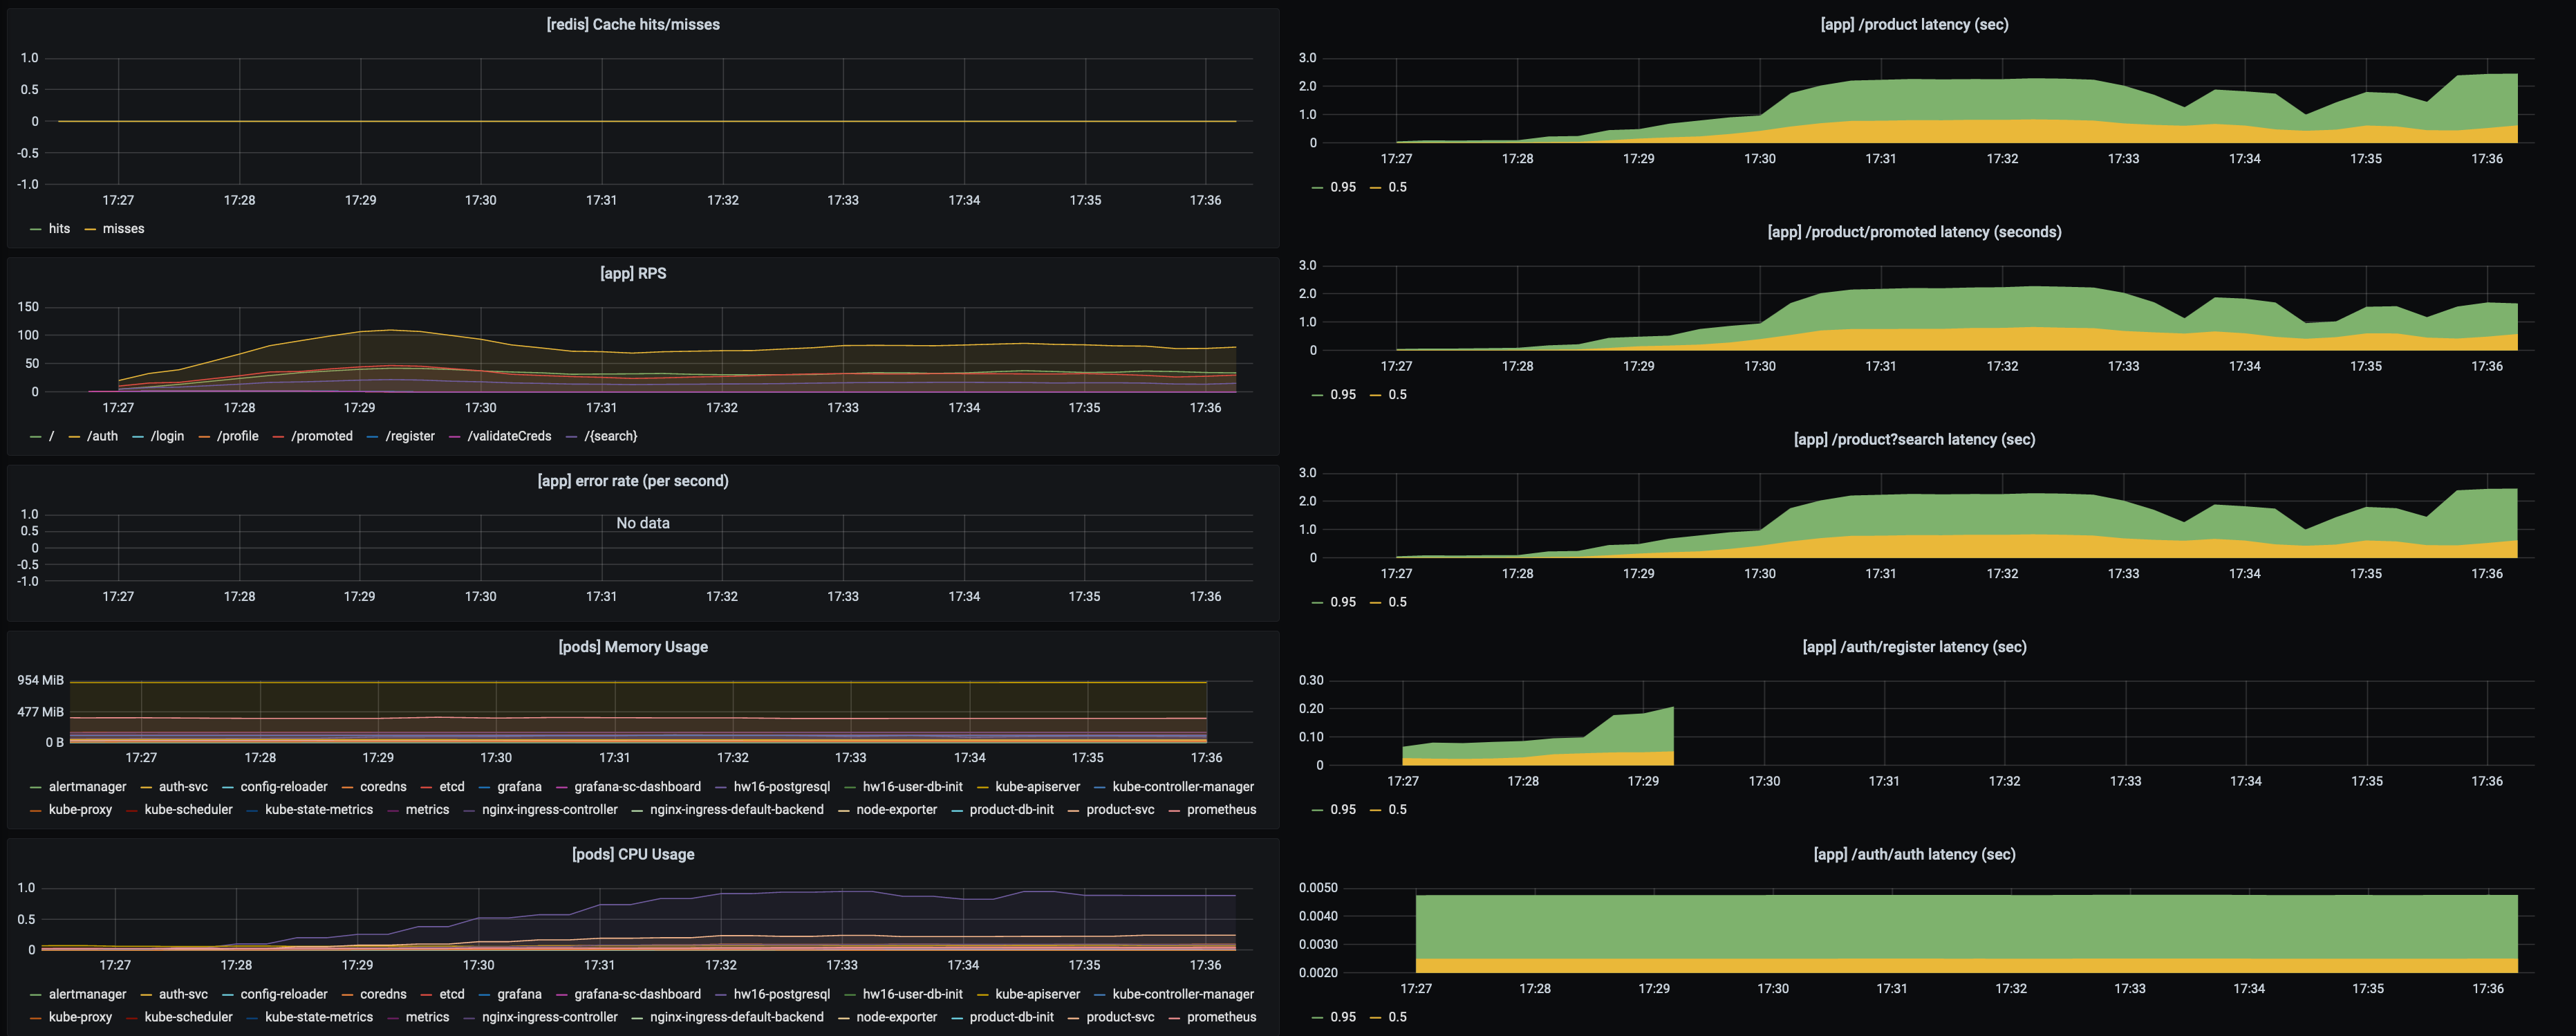 [redis] Cache hits/misses
1.0
0.5
0
-0.5
-1.0
17:27 17:28 17:29 17:30 17:31 17:32 17:33 17:34 17:35 17:36
hits misses
[app] RPS
150
100
50
0
17:27 17:28 17:29 17:30 17:31 17:32 17:33 17:34 17:35 17:36
/ /auth /login /profile /promoted /register /validateCreds /{search}
[app] error rate (per second)
1.0
0.5
0
-0.5
-1.0
No data
17:27 17:28 17:29 17:30 17:31 17:32 17:33 17:34 17:35 17:36
[pods] Memory Usage
954 MiB
477 MiB
0 B
17:27 17:28 17:29 17:30 17:31 17:32 17:33 17:34 17:35 17:36
alertmanager auth-svc config-reloader coredns etcd grafana grafana-sc-dashboard hw16-postgresql hw16-user-db-init kube-apiserver kube-controller-manager
kube-proxy kube-scheduler kube-state-metrics metrics nginx-ingress-controller nginx-ingress-default-backend node-exporter product-db-init product-svc prometheus
[pods] CPU Usage
1.0
0.5
0
17:27 17:28 17:29 17:30 17:31 17:32 17:33 17:34 17:35 17:36
alertmanager auth-svc config-reloader coredns etcd grafana grafana-sc-dashboard hw16-postgresql hw16-user-db-init kube-apiserver kube-controller-manager
kube-proxy kube-scheduler kube-state-metrics metrics nginx-ingress-controller nginx-ingress-default-backend node-exporter product-db-init product-svc prometheus
[app] /product latency (sec)
3.0
2.0
1.0
0
17:27 17:28 17:29 17:30 17:31 17:32 17:33 17:34 17:35 17:36
0.95 0.5
[app] /product/promoted latency (seconds)
3.0
2.0
1.0
0
17:27 17:28 17:29 17:30 17:31 17:32 17:33 17:34 17:35 17:36
0.95 0.5
[app] /product?search latency (sec)
3.0
2.0
1.0
0
17:27 17:28 17:29 17:30 17:31 17:32 17:33 17:34 17:35 17:36
0.95 0.5
[app] /auth/register latency (sec)
0.30
0.20
0.10
0
17:27 17:28 17:29 17:30 17:31 17:32 17:33 17:34 17:35 17:36
0.95 0.5
[app] /auth/auth latency (sec)
0.0050
0.0040
0.0030
0.0020
17:27 17:28 17:29 17:30 17:31 17:32 17:33 17:34 17:35 17:36
0.95 0.5